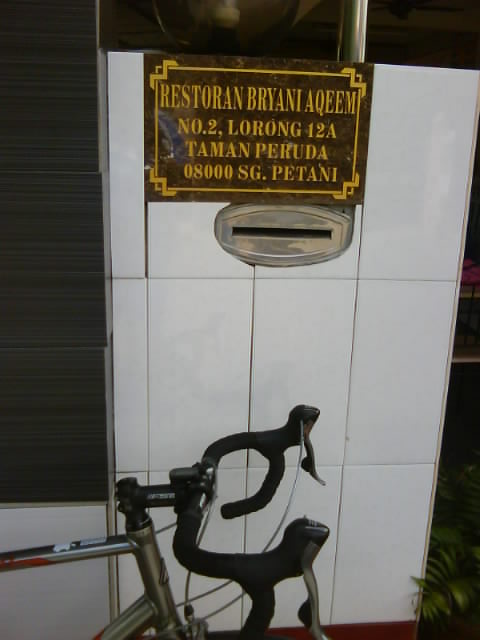 RESTORAN BRYANI AQEEM
NO.2, LORONG 12A
TAMAN PERUDA
08000 SG. PETANI